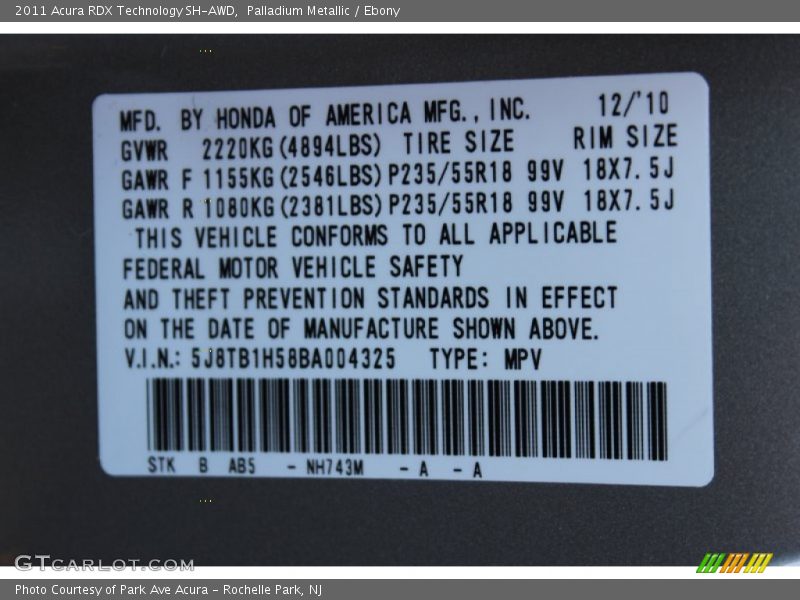 2011 Acura RDX Technology SH-AWD,  Palladium Metallic / Ebony
MFD. BY HONDA OF AMERICA MFG., INC. 12/'10
GVWR 2220KG(4894LBS) TIRE SIZE RIM SIZE
GAWR F 1155KG(2546LBS) P235/55R18 99V 18X7.5J
GAWR R 1080KG(2381LBS) P235/55R18 99V 18X7.5J
THIS VEHICLE CONFORMS TO ALL APPLICABLE
FEDERAL MOTOR VEHICLE SAFETY
AND THEFT PREVENTION STANDARDS IN EFFECT
ON THE DATE OF MANUFACTURE SHOWN ABOVE.
V.I.N.: 5J8TB1H58BA004325 TYPE: MPV
STK B AB5 - NH743M - A - A
GTCARLOT.COM
Photo Courtesy of Park Ave Acura - Rochelle Park, NJ